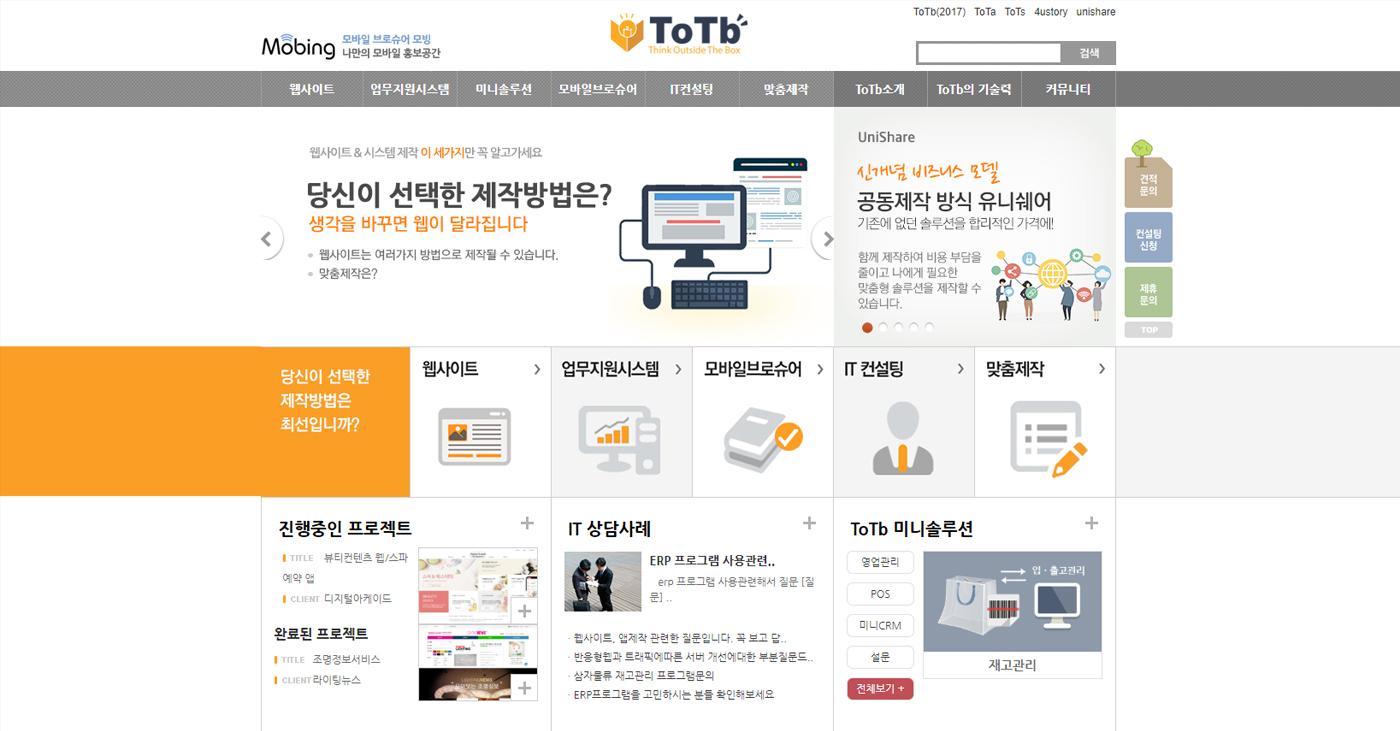 ToTb(2017) ToTa ToTs 4ustory unishare
Mobing
모바일 브로슈어 모빙
나만의 모바일 홍보공간
ToTb
Think Outside The Box
검색
웹사이트 업무지원시스템 미니솔루션 모바일브로슈어 IT컨설팅 맞춤제작 ToTb소개 ToTb의 기술력 커뮤니티
웹사이트 & 시스템 제작 이 세가지만 꼭 알고가세요
당신이 선택한 제작방법은?
생각을 바꾸면 웹이 달라집니다
웹사이트는 여러가지 방법으로 제작될 수 있습니다.
맞춤제작은?
UniShare
신개념 비즈니스 모델
공동제작 방식 유니쉐어
기존에 없던 솔루션을 합리적인 가격에!
함께 제작하여 비용 부담을
줄이고 나에게 필요한
맞춤형 솔루션을 제작할 수
있습니다.
견적
문의
컨설팅
신청
제휴
문의
TOP
당신이 선택한
제작방법은
최선입니까?
웹사이트
업무지원시스템
모바일브로슈어
IT 컨설팅
맞춤제작
진행중인 프로젝트
TITLE 뷰티컨텐츠 웹/스파
예약 앱
CLIENT 디지털아케이드
완료된 프로젝트
TITLE 조명정보서비스
CLIENT 라이팅뉴스
IT 상담사례
ERP 프로그램 사용관련..
erp 프로그램 사용관련해서 질문 [질
문] ..
· 웹사이트, 앱제작 관련한 질문입니다. 꼭 보고 답..
· 반응형웹과 트래픽에따른 서버 개선에대한 부분질문드..
· 삼자물류 재고관리 프로그램문의
· ERP프로그램을 고민하시는 분들 확인해보세요
ToTb 미니솔루션
영업관리
POS
미니CRM
설문
전체보기 +
입 · 출고관리
재고관리